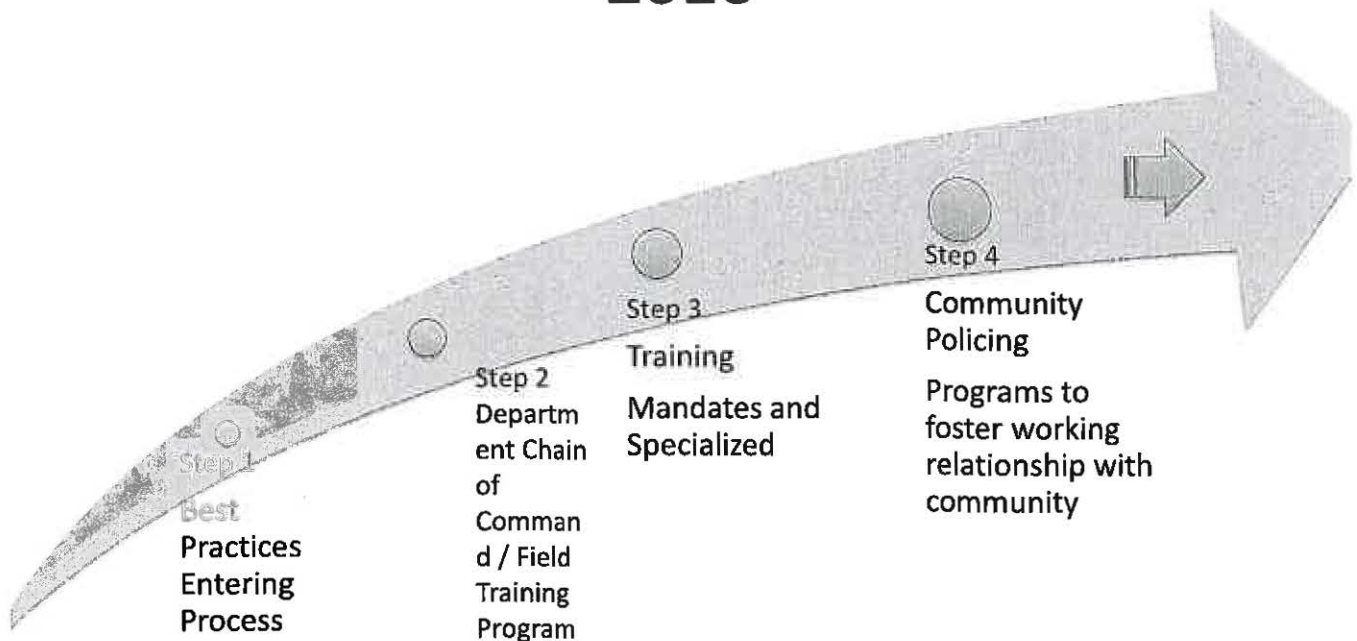 Step 1
Best
Practices
Entering
Process
Step 2
Departm
ent Chain
of
Comman
d / Field
Training
Program
Step 3
Training
Mandates and
Specialized
Step 4
Community
Policing
Programs to
foster working
relationship with
community